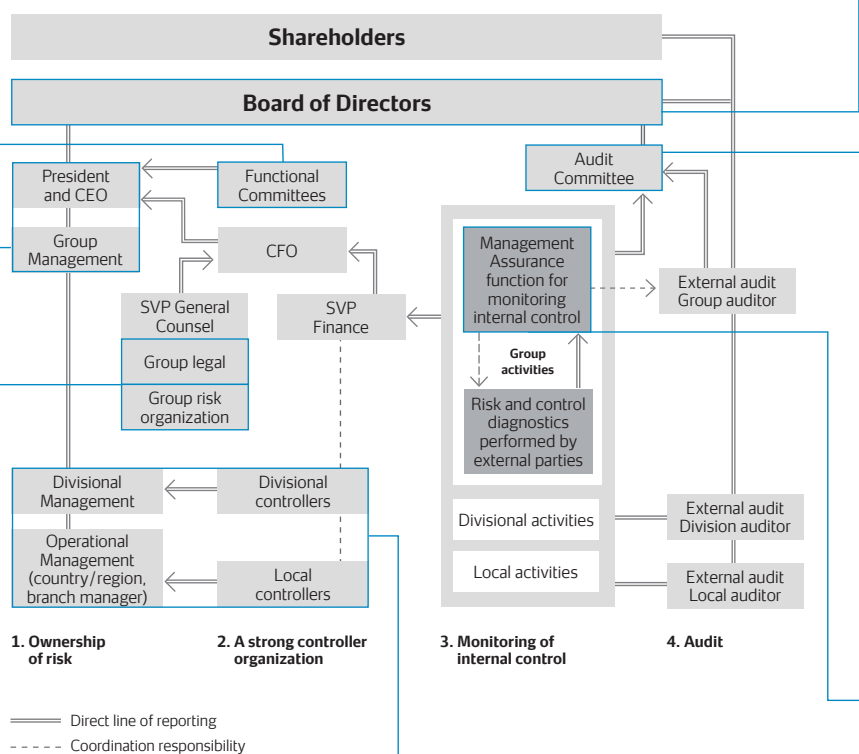 Shareholders
Board of Directors
President
and CEO
Functional
Committees
Audit
Committee
Group
Management
CFO
Management
Assurance
function for
monitoring
internal control
External audit
Group auditor
SVP General
Counsel
SVP
Finance
Group legal
Group
activities
Group risk
organization
Risk and control
diagnostics
performed by
external parties
Divisional
Management
Divisional
controllers
Divisional activities
External audit
Division auditor
Operational
Management
(country/region,
branch manager)
Local
controllers
Local activities
External audit
Local auditor
1. Ownership
of risk
2. A strong controller
organization
3. Monitoring of
internal control
4. Audit
Direct line of reporting
Coordination responsibility